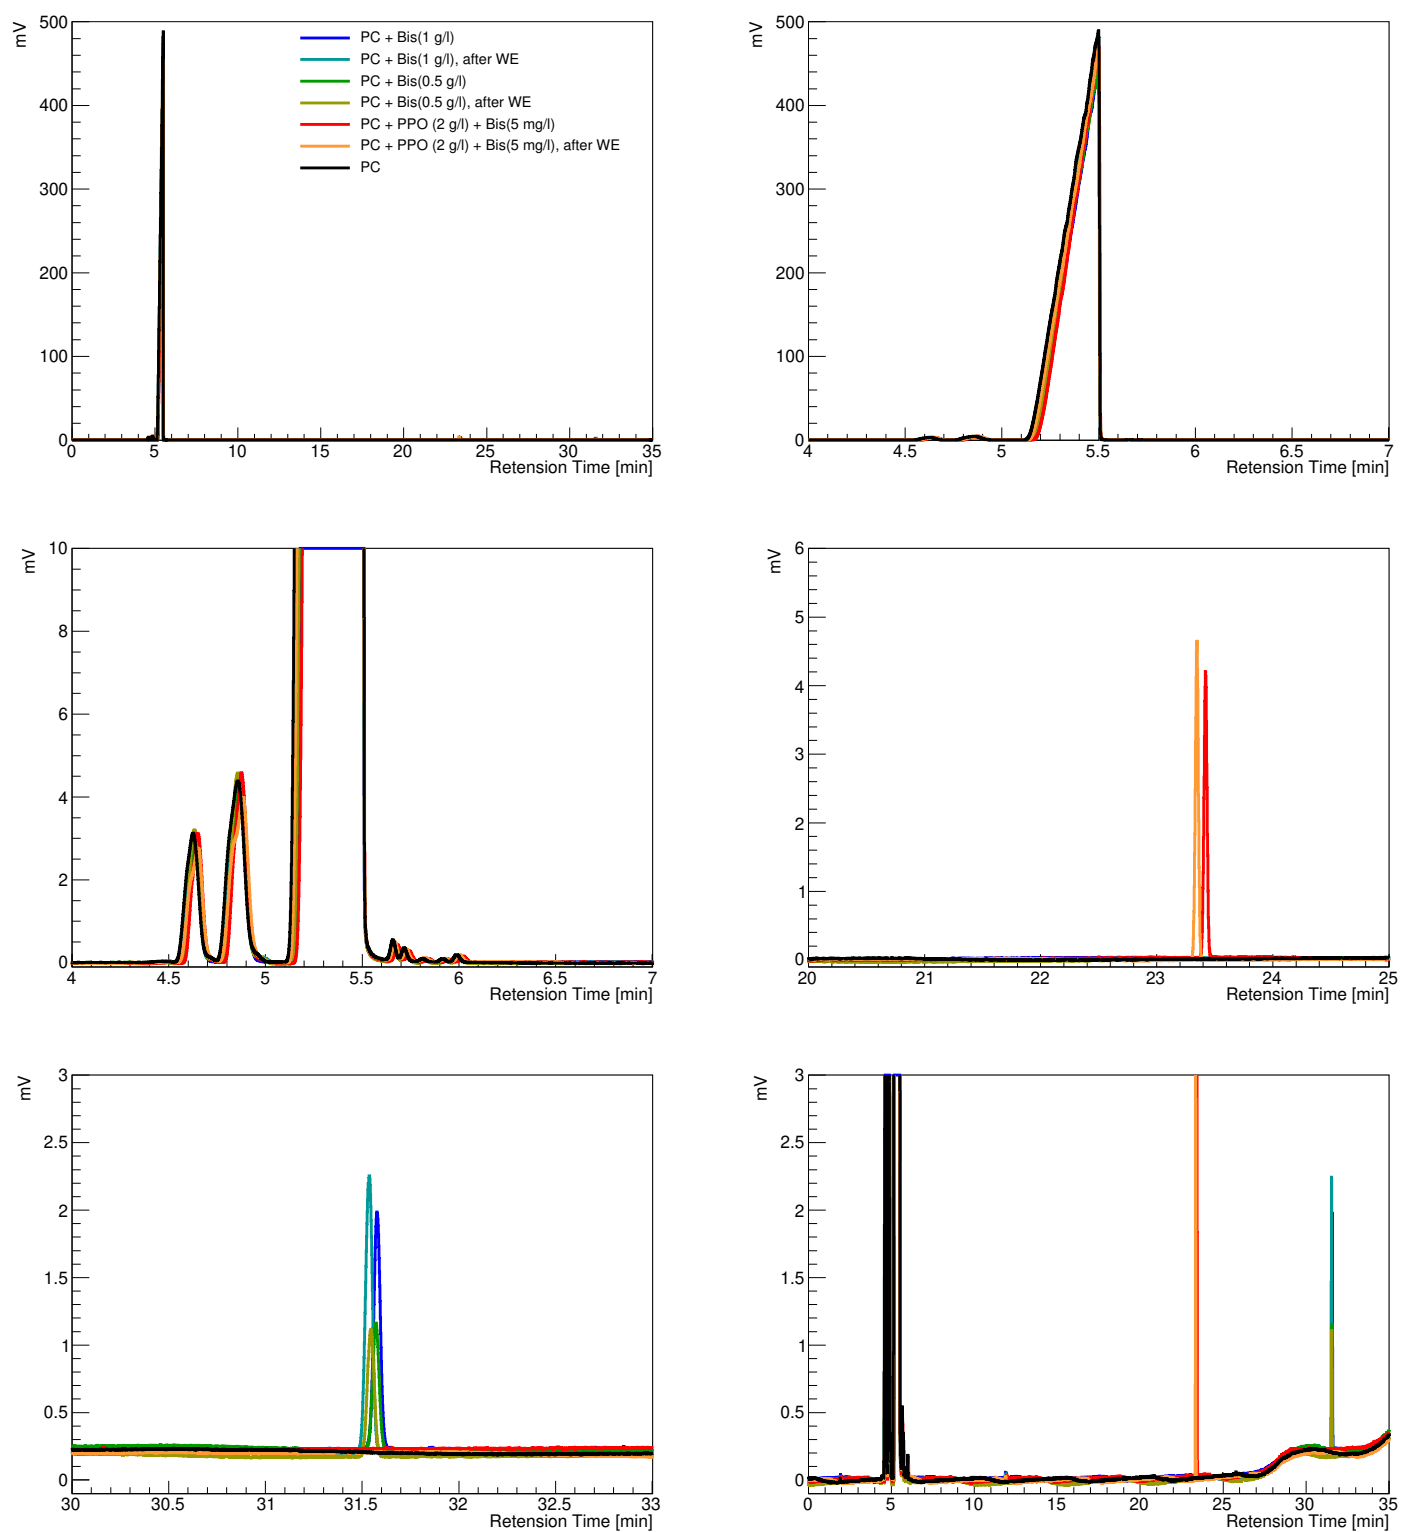 mV
500
400
300
200
100
0
0 5 10 15 20 25 30 35
Retension Time [min]
PC + Bis(1 g/l)
PC + Bis(1 g/l), after WE
PC + Bis(0.5 g/l)
PC + Bis(0.5 g/l), after WE
PC + PPO (2 g/l) + Bis(5 mg/l)
PC + PPO (2 g/l) + Bis(5 mg/l), after WE
PC
mV
500
400
300
200
100
0
4 4.5 5 5.5 6 6.5 7
Retension Time [min]
mV
10
8
6
4
2
0
4 4.5 5 5.5 6 6.5 7
Retension Time [min]
mV
6
5
4
3
2
1
0
20 21 22 23 24 25
Retension Time [min]
mV
3
2.5
2
1.5
1
0.5
0
30 30.5 31 31.5 32 32.5 33
Retension Time [min]
mV
3
2.5
2
1.5
1
0.5
0
0 5 10 15 20 25 30 35
Retension Time [min]